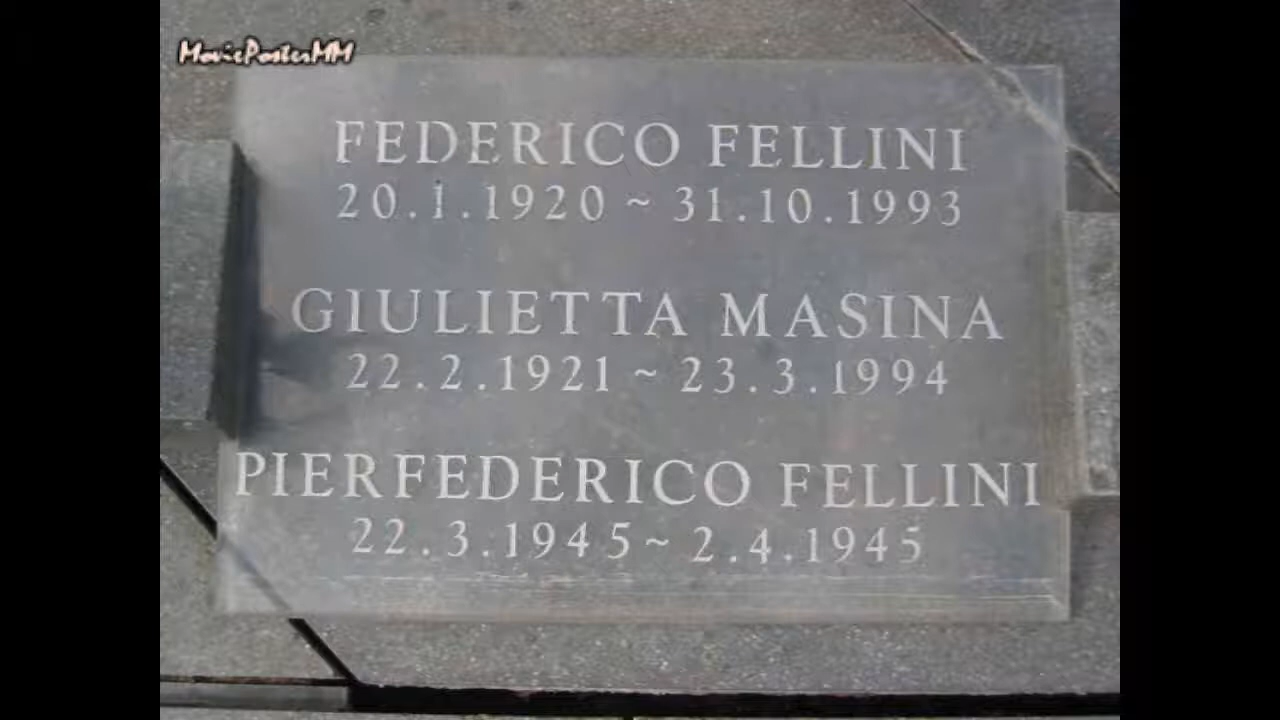 MoviePosterMM
FEDERICO FELLINI
20.1.1920 ~ 31.10.1993
GIULIETTA MASINA
22.2.1921 ~ 23.3.1994
PIERFEDERICO FELLINI
22.3.1945 ~ 2.4.1945